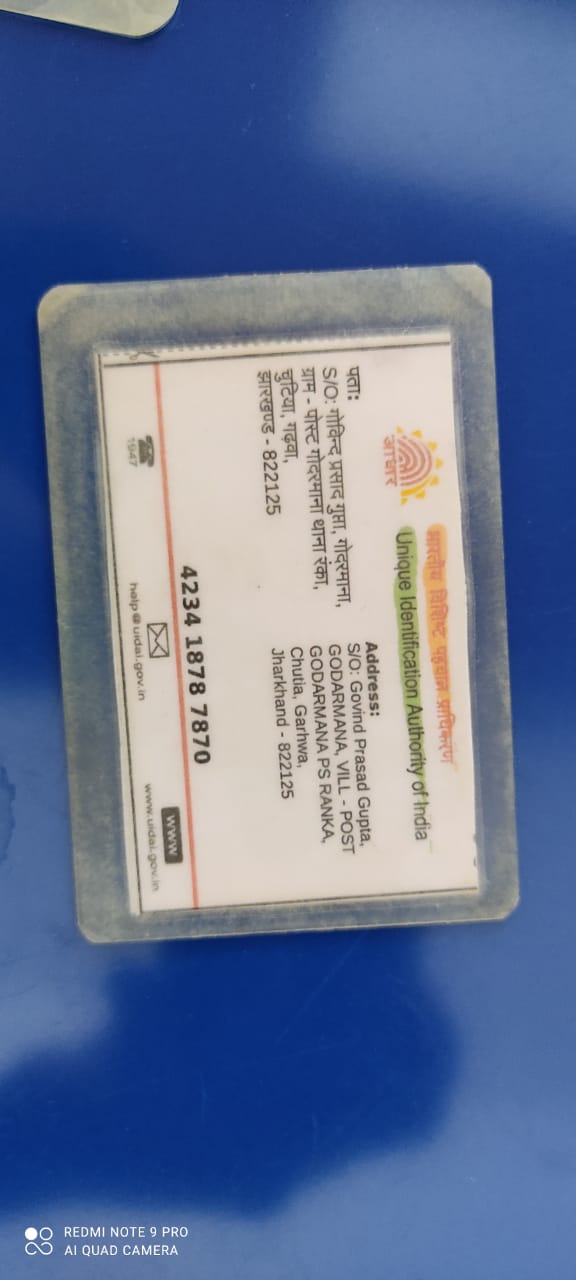 भारतीय विशिष्ट पहचान प्राधिकरण
Unique Identification Authority of India
आधार
पता:
S/O: गोविन्द प्रसाद गुप्ता, गोदरमाना,
ग्राम - पोस्ट गोदरमाना थाना रंका,
चुटिया, गढ़वा,
झारखण्ड - 822125
Address:
S/O: Govind Prasad Gupta,
GODARMANA, VILL - POST
GODARMANA PS RANKA,
Chutia, Garhwa,
Jharkhand - 822125
4234 1878 7870
1947
help@uidai.gov.in
www
www.uidai.gov.in
REDMI NOTE 9 PRO
AI QUAD CAMERA